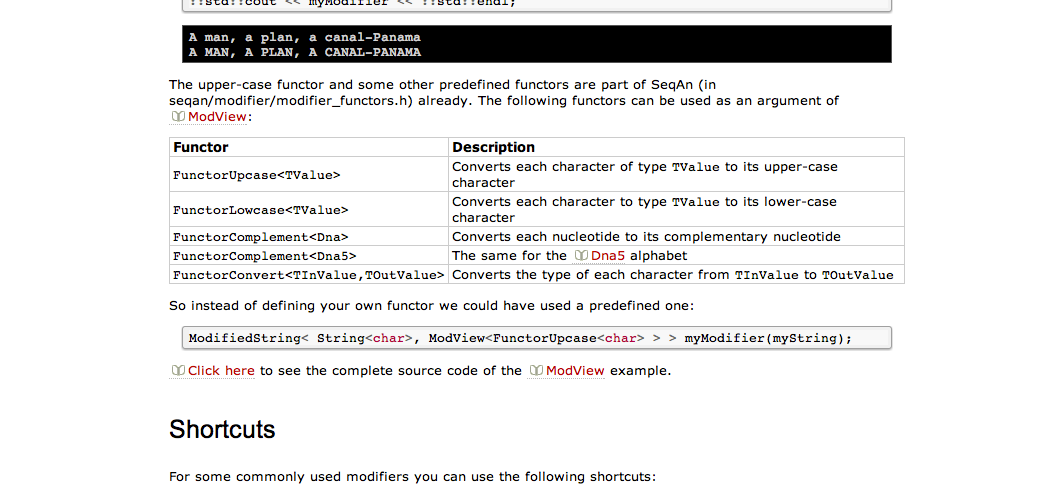 ::std::cout << myModifier << ::std::endl;
A man, a plan, a canal-Panama
A MAN, A PLAN, A CANAL-PANAMA
The upper-case functor and some other predefined functors are part of SeqAn (in
seqan/modifier/modifier_functors.h) already. The following functors can be used as an argument of
ModView:
Functor Description
FunctorUpcase<TValue> Converts each character of type TValue to its upper-case
character
FunctorLowcase<TValue> Converts each character to type TValue to its lower-case
character
FunctorComplement<Dna> Converts each nucleotide to its complementary nucleotide
FunctorComplement<Dna5> The same for the Dna5 alphabet
FunctorConvert<TInValue,TOutValue> Converts the type of each character from TInValue to TOutValue
So instead of defining your own functor we could have used a predefined one:
ModifiedString< String<char>, ModView<FunctorUpcase<char> > > myModifier(myString);
Click here to see the complete source code of the ModView example.
Shortcuts
For some commonly used modifiers you can use the following shortcuts: